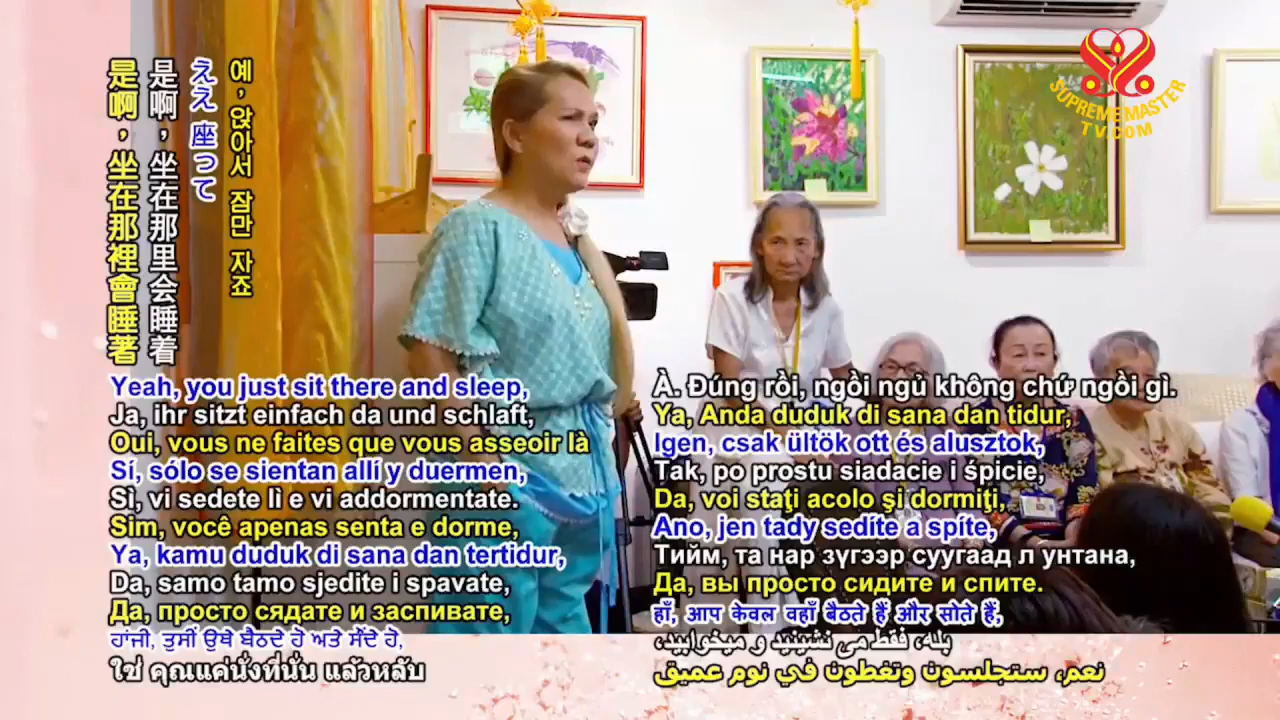 SUPREME MASTER
TV.COM
예, 앉아서 잠만 자죠
ええ 座って
是啊，坐在那里会睡着
是啊，坐在那裡會睡著
Yeah, you just sit there and sleep,
Ja, ihr sitzt einfach da und schlaft,
Oui, vous ne faites que vous asseoir là
Sí, sólo se sientan allí y duermen,
Sì, vi sedete lì e vi addormentate.
Sim, você apenas senta e dorme,
Ya, kamu duduk di sana dan tertidur,
Da, samo tamo sjedite i spavate,
Да, просто сядате и заспивате,
ਹਾਂਜੀ, ਤੁਸੀਂ ਉਥੇ ਬੈਠਦੇ ਹੋ ਅਤੇ ਸੌਂਦੇ ਹੋ,
ใช่ คุณแค่นั่งที่นั่น แล้วหลับ
À. Đúng rồi, ngồi ngủ không chứ ngồi gì.
Ya, Anda duduk di sana dan tidur,
Igen, csak ültök ott és alusztok,
Tak, po prostu siadacie i śpicie,
Da, voi staţi acolo şi dormiţi,
Ano, jen tady sedíte a spíte,
Тийм, та нар зүгээр суугаад л унтана,
Да, вы просто сидите и спите.
हाँ, आप केवल वहाँ बैठते हैं और सोते हैं,
بله، فقط می نشینید و میخوابید،
نعم، ستجلسون وتغطون في نوم عميق